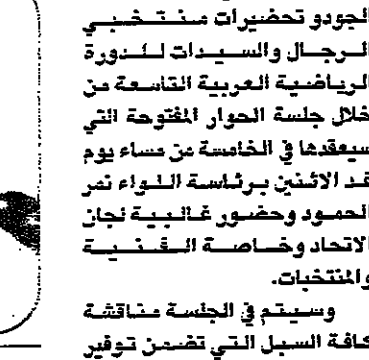 الجودو تحضيرات منتخبي
الرجال والسيدات للدورة
الرياضية العربية التاسعة من
خلال جلسة الحوار المفتوحة التي
سيعقدها في الخامسة من مساء يوم
غد الاثنين برئاسة اللواء نمر
الحمود وحضور غالبية لجان
الاتحاد وخاصة الفنية
والمنتخبات.
وسيتم في الجلسة مناقشة
كافة السبل التي تضمن توفير